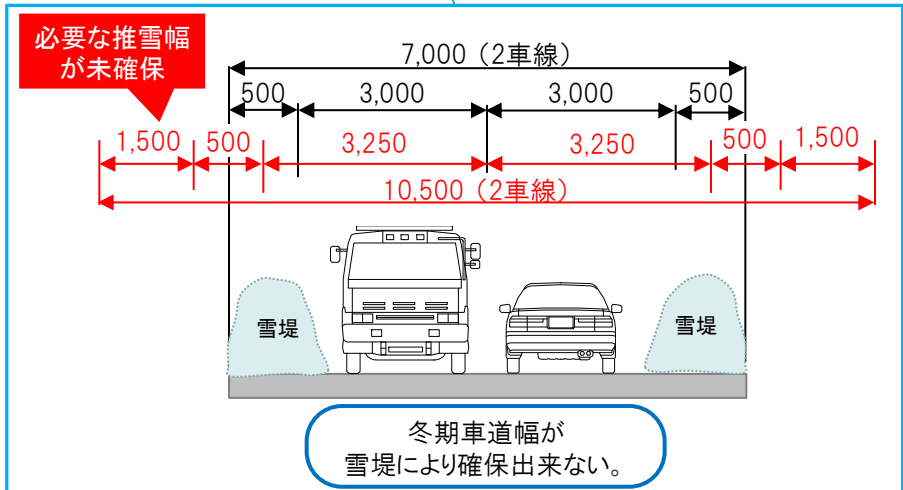 必要な推雪幅
が未確保
7,000（2車線）
500 3,000 3,000 500
1,500 500 3,250 3,250 500 1,500
10,500（2車線）
雪堤 雪堤
冬期車道幅が
雪堤により確保出来ない。